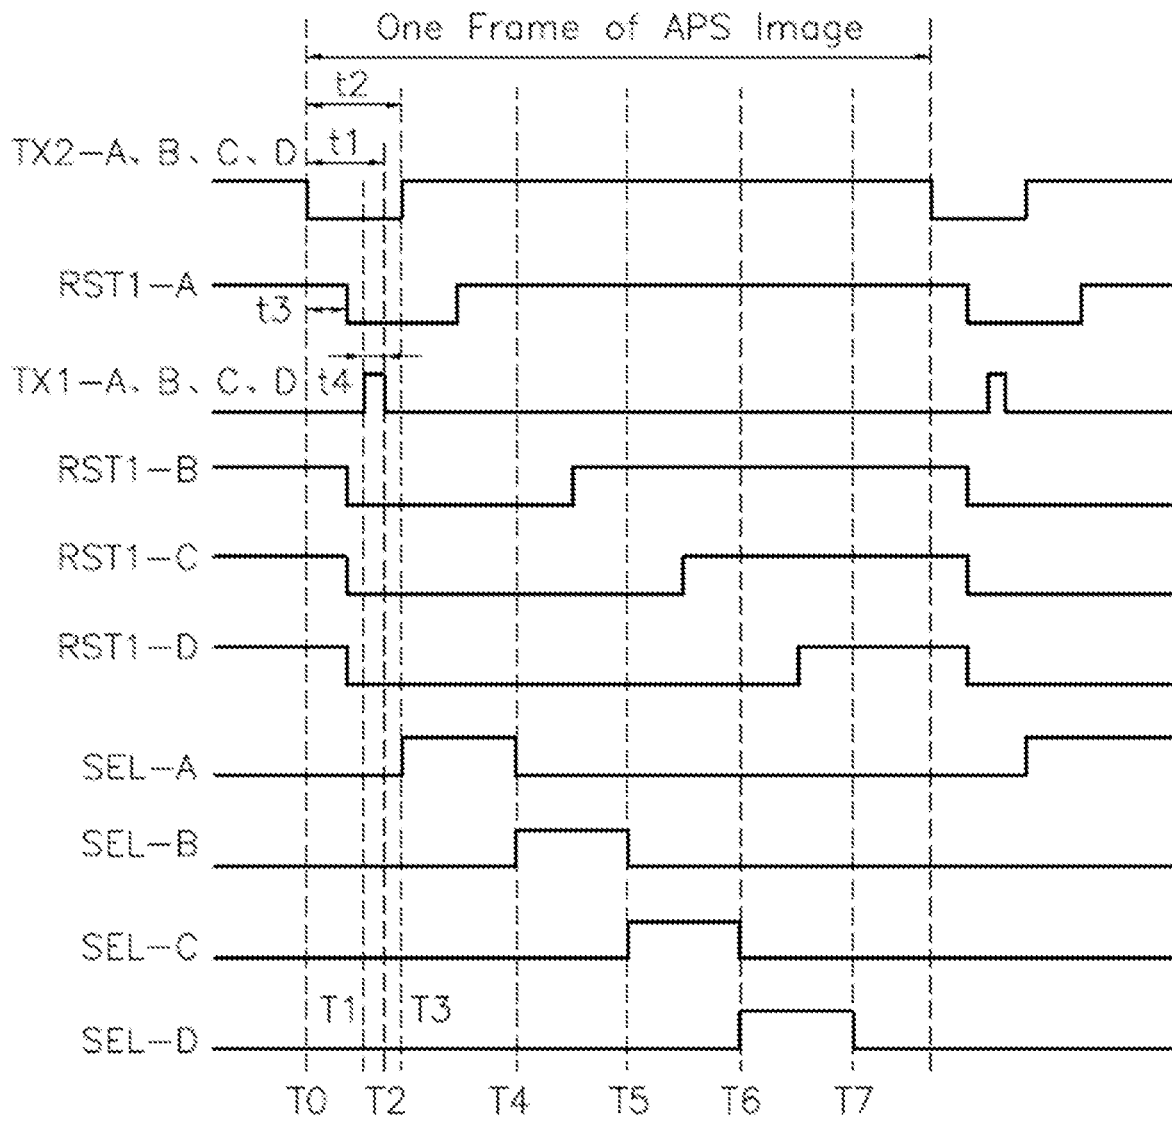 One Frame of APS Image
t2
t1
TX2-A、B、C、D
RST1-A
t3
TX1-A、B、C、D
t4
RST1-B
RST1-C
RST1-D
SEL-A
SEL-B
SEL-C
T1
T3
SEL-D
T0
T2
T4
T5
T6
T7